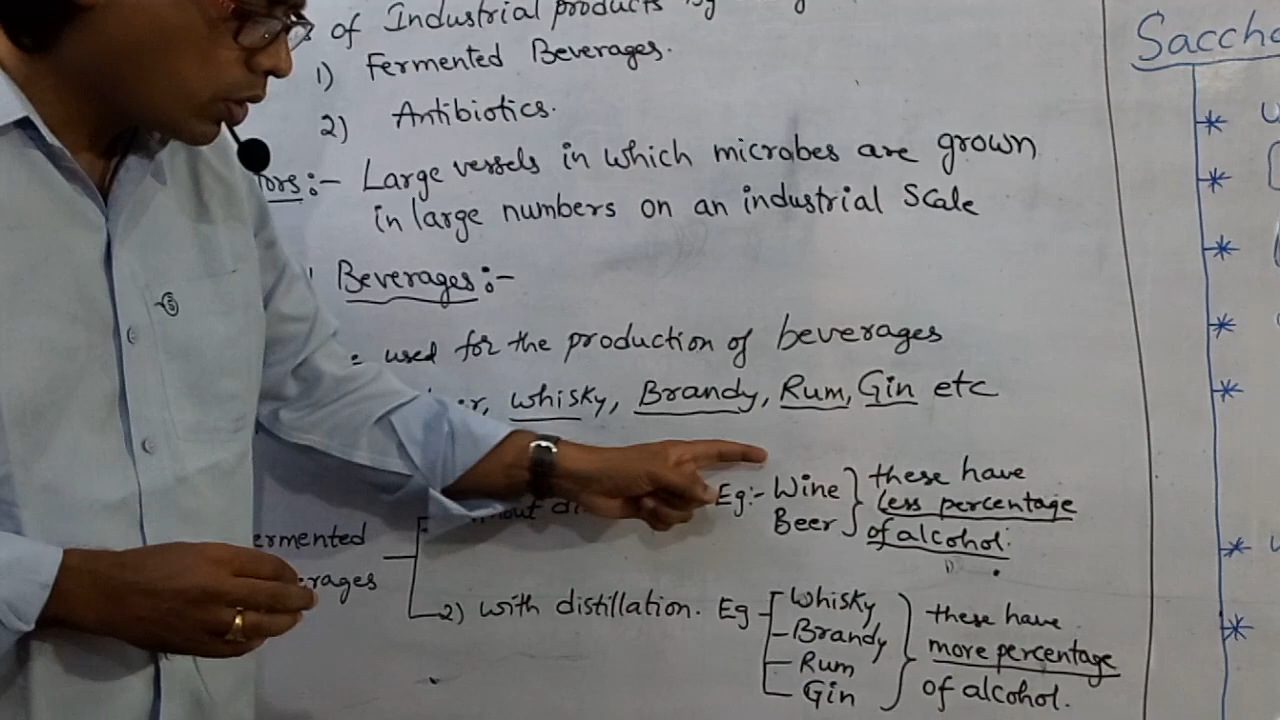 of Industrial products by
1) Fermented Beverages.
2) Antibiotics.
ors :- Large vessels in which microbes are grown
in large numbers on an industrial Scale
Beverages :-
used for the production of beverages
whisky, Brandy, Rum, Gin etc
Eg:- Wine
Beer
these have
less percentage
of alcohol.
ermented
rages
2) with distillation. Eg
Whisky
Brandy
Rum
Gin
these have
more percentage
of alcohol.
Saccha